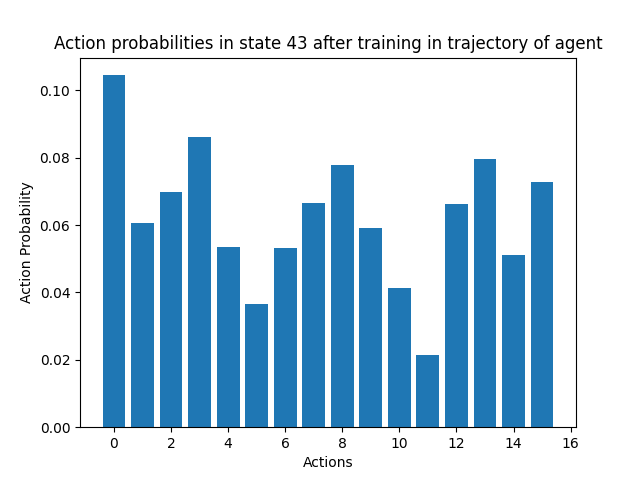 Action probabilities in state 43 after training in trajectory of agent
0.10
0.08
0.06
0.04
0.02
0.00
Action Probability
0 2 4 6 8 10 12 14 16
Actions